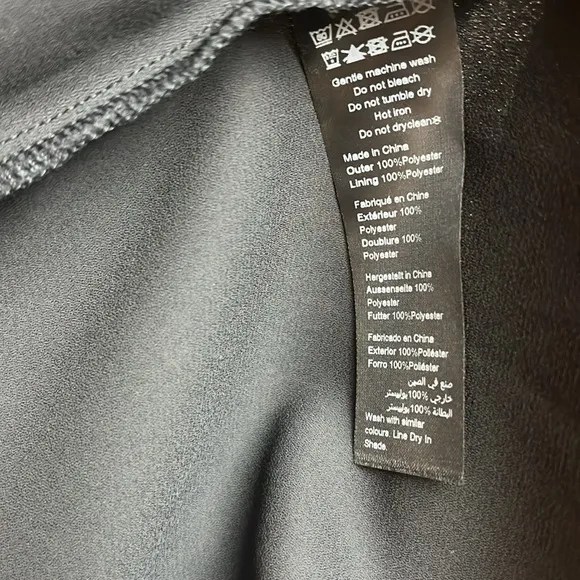 Gentle machine wash
Do not bleach
Do not tumble dry
Hot iron
Do not dryclean
Made in China
Outer 100%Polyester
Lining 100%Polyester
Fabriqué en Chine
Extérieur 100%
Polyester
Doublure 100%
Polyester
Hergestellt in China
Aussenseite 100%
Polyester
Futter 100%Polyester
Fabricado en China
Exterior 100%Poliéster
Forro 100%Poliéster
صنع في الصين
خارجي 100%بوليستر
البطانة 100%بوليستر
Wash with similar
colours, Line Dry In
Shade.